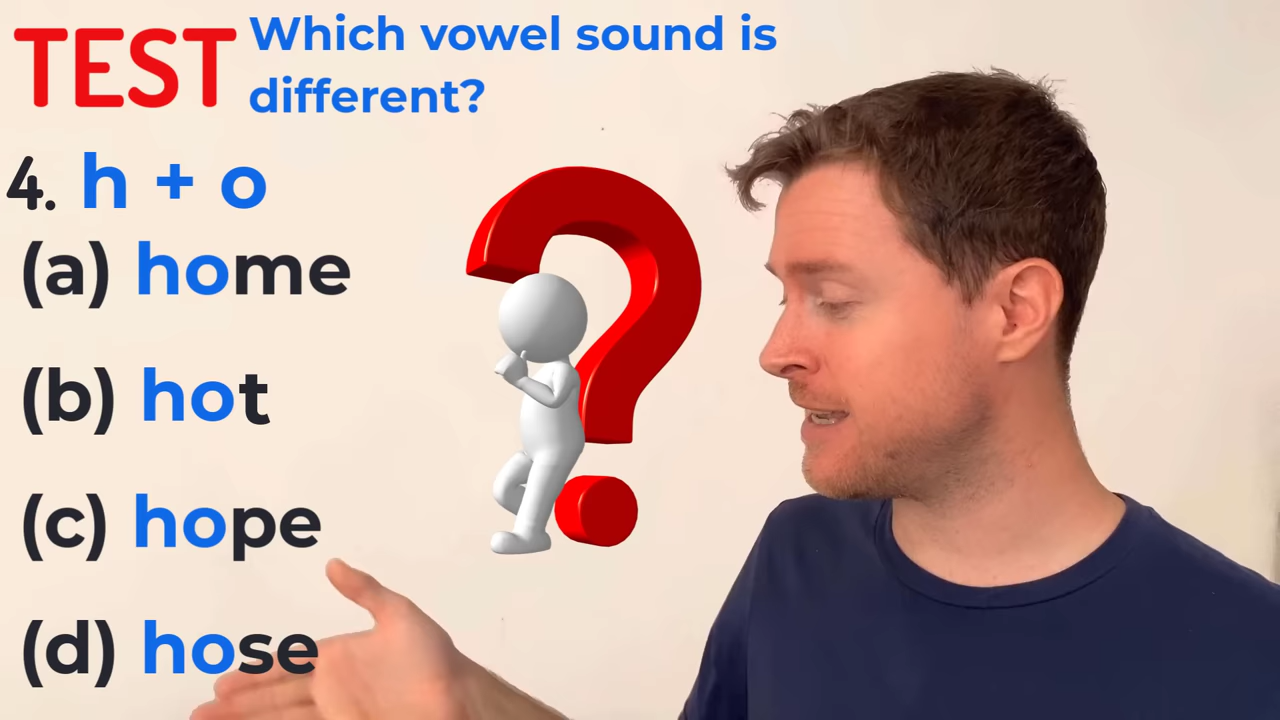 TEST Which vowel sound is
different?
4. h + o
(a) home
(b) hot
(c) hope
(d) hose